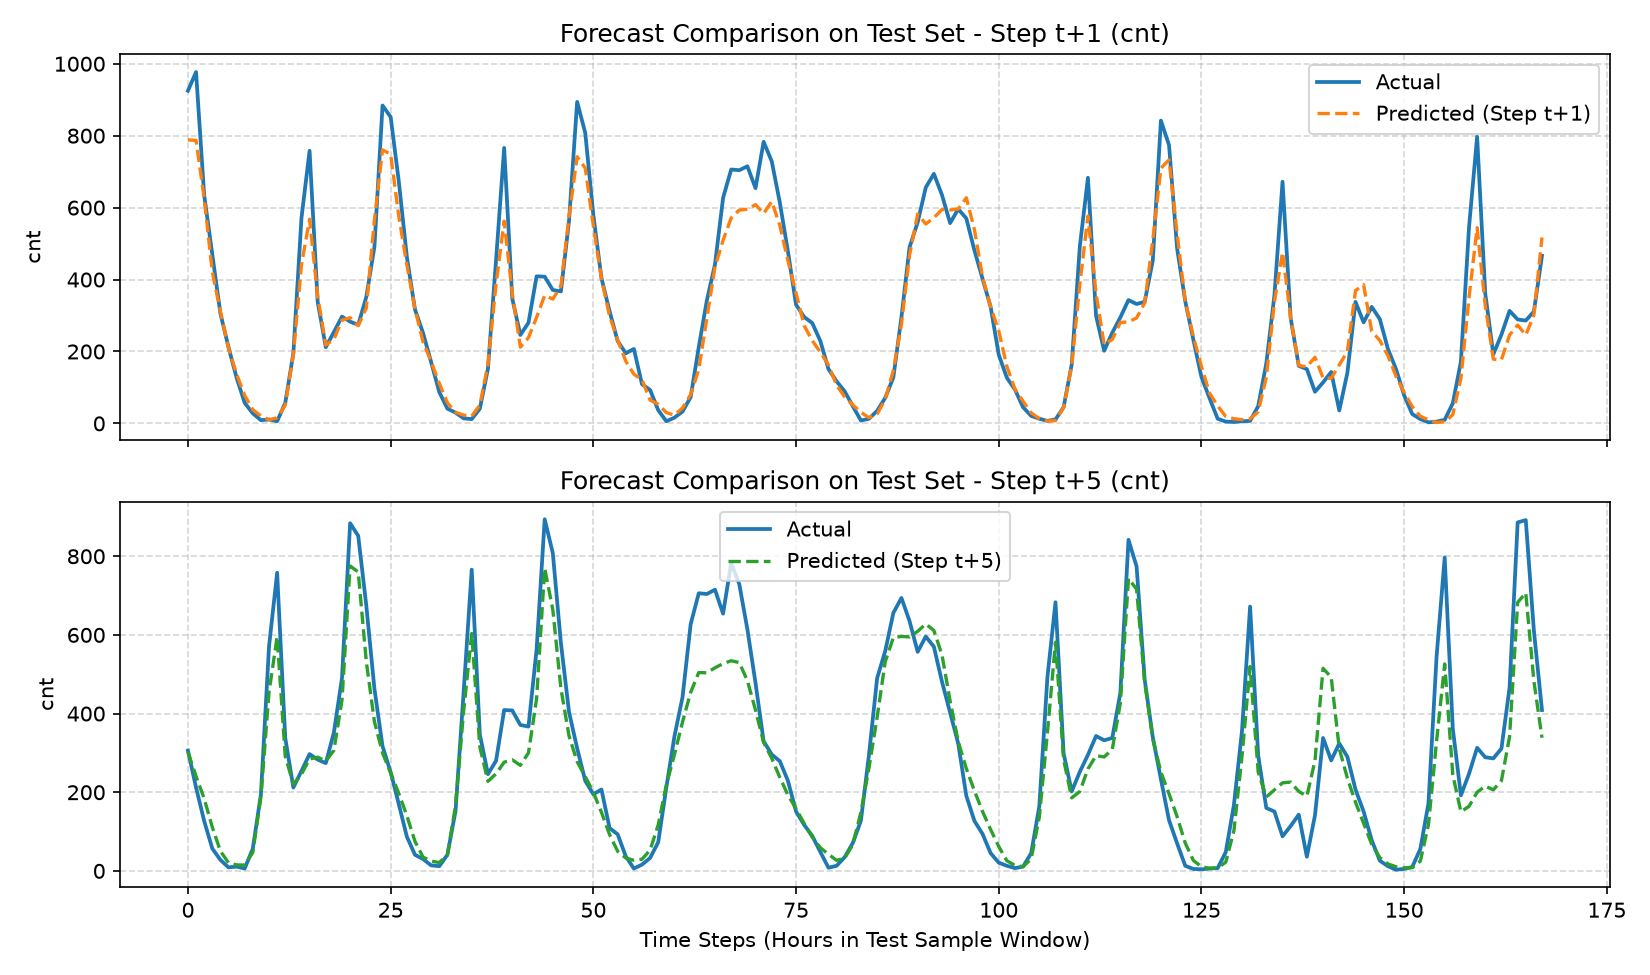 Forecast Comparison on Test Set - Step t+1 (cnt)
1000
800
600
400
200
0
cnt
Actual
Predicted (Step t+1)
Forecast Comparison on Test Set - Step t+5 (cnt)
800
600
400
200
0
cnt
Actual
Predicted (Step t+5)
0 25 50 75 100 125 150 175
Time Steps (Hours in Test Sample Window)